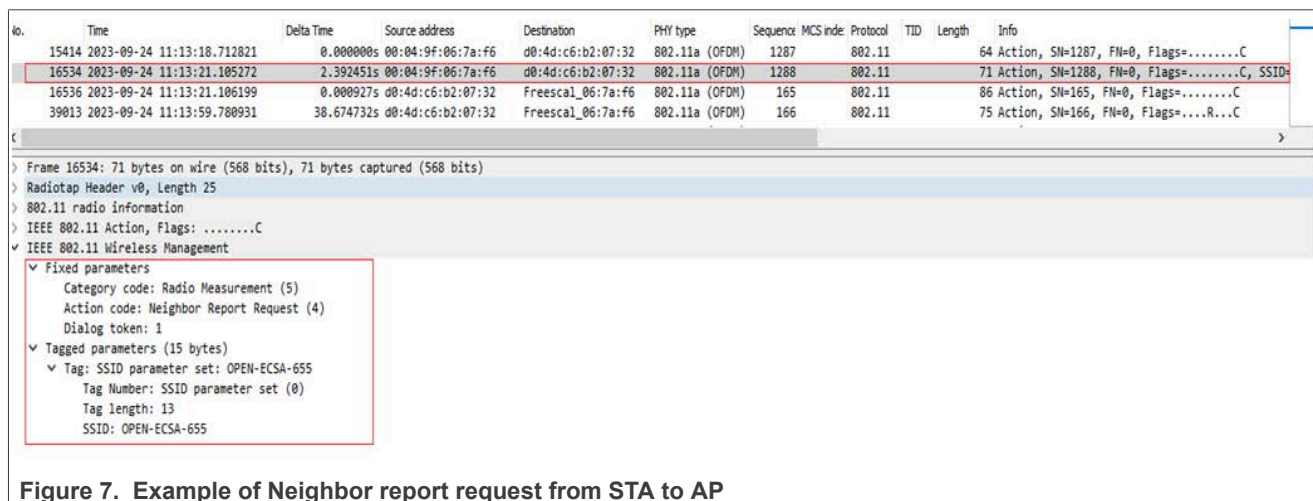 No. Time Delta Time Source address Destination PHY type Sequence MCS inde: Protocol TID Length Info
15414 2023-09-24 11:13:18.712821 0.000000s 00:04:9f:06:7a:f6 d0:4d:c6:b2:07:32 802.11a (OFDM) 1287 802.11 64 Action, SN=1287, FN=0, Flags=........C
16534 2023-09-24 11:13:21.105272 2.392451s 00:04:9f:06:7a:f6 d0:4d:c6:b2:07:32 802.11a (OFDM) 1288 802.11 71 Action, SN=1288, FN=0, Flags=........C, SSID=
16536 2023-09-24 11:13:21.106199 0.000927s d0:4d:c6:b2:07:32 Freescal_06:7a:f6 802.11a (OFDM) 165 802.11 86 Action, SN=165, FN=0, Flags=........C
39013 2023-09-24 11:13:59.780931 38.674732s d0:4d:c6:b2:07:32 Freescal_06:7a:f6 802.11a (OFDM) 166 802.11 75 Action, SN=166, FN=0, Flags=....R...C
Frame 16534: 71 bytes on wire (568 bits), 71 bytes captured (568 bits)
Radiotap Header v0, Length 25
802.11 radio information
IEEE 802.11 Action, Flags: ........C
IEEE 802.11 Wireless Management
Fixed parameters
Category code: Radio Measurement (5)
Action code: Neighbor Report Request (4)
Dialog token: 1
Tagged parameters (15 bytes)
Tag: SSID parameter set: OPEN-ECSA-655
Tag Number: SSID parameter set (0)
Tag length: 13
SSID: OPEN-ECSA-655
Figure 7. Example of Neighbor report request from STA to AP